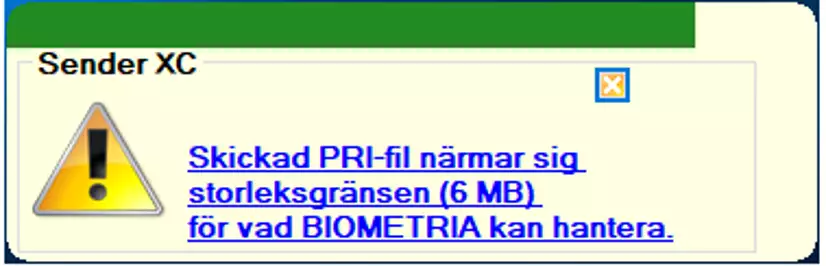 Sender XC
Skickad PRI-fil närmar sig
storleksgränsen (6 MB)
för vad BIOMETRIA kan hantera.